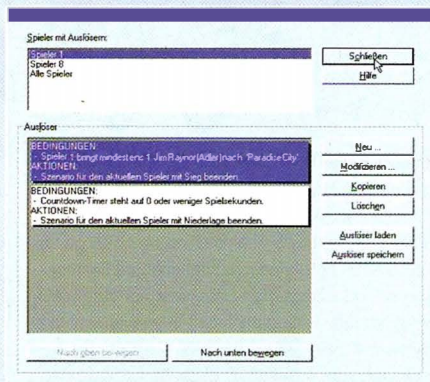 Spieler mit Auslösern:
Spieler 1
Spieler 8
Alle Spieler
Schließen
Hilfe
Auslöser
BEDINGUNGEN:
- Spieler 1 bringt mindestens 1 Jim Raynor (Adler) nach 'Paradise City'
AKTIONEN:
- Szenario für den aktuellen Spieler mit Sieg beenden.
BEDINGUNGEN:
- Countdown-Timer steht auf 0 oder weniger Spielsekunden.
AKTIONEN:
- Szenario für den aktuellen Spieler mit Niederlage beenden.
Neu ...
Modifizieren ...
Kopieren
Löschen
Auslöser laden
Auslöser speichern
Nach oben bewegen
Nach unten bewegen